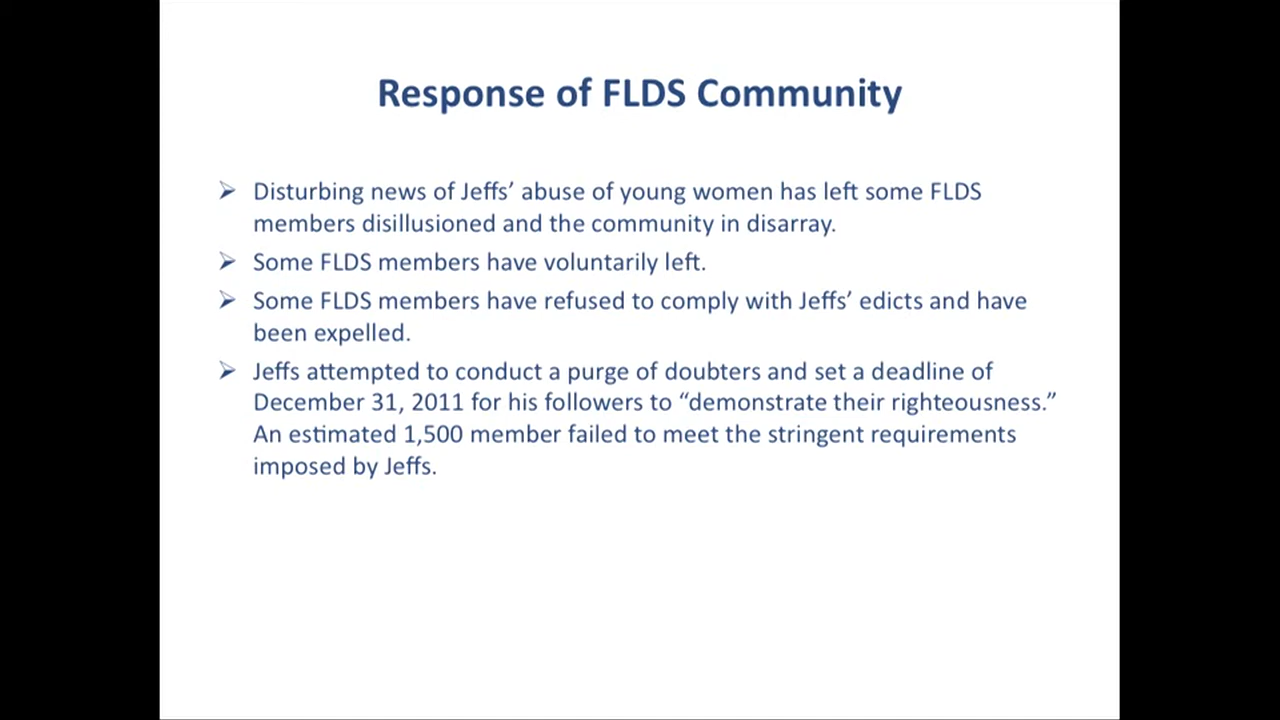 Response of FLDS Community
➢ Disturbing news of Jeffs’ abuse of young women has left some FLDS
members disillusioned and the community in disarray.
➢ Some FLDS members have voluntarily left.
➢ Some FLDS members have refused to comply with Jeffs’ edicts and have
been expelled.
➢ Jeffs attempted to conduct a purge of doubters and set a deadline of
December 31, 2011 for his followers to “demonstrate their righteousness.”
An estimated 1,500 member failed to meet the stringent requirements
imposed by Jeffs.